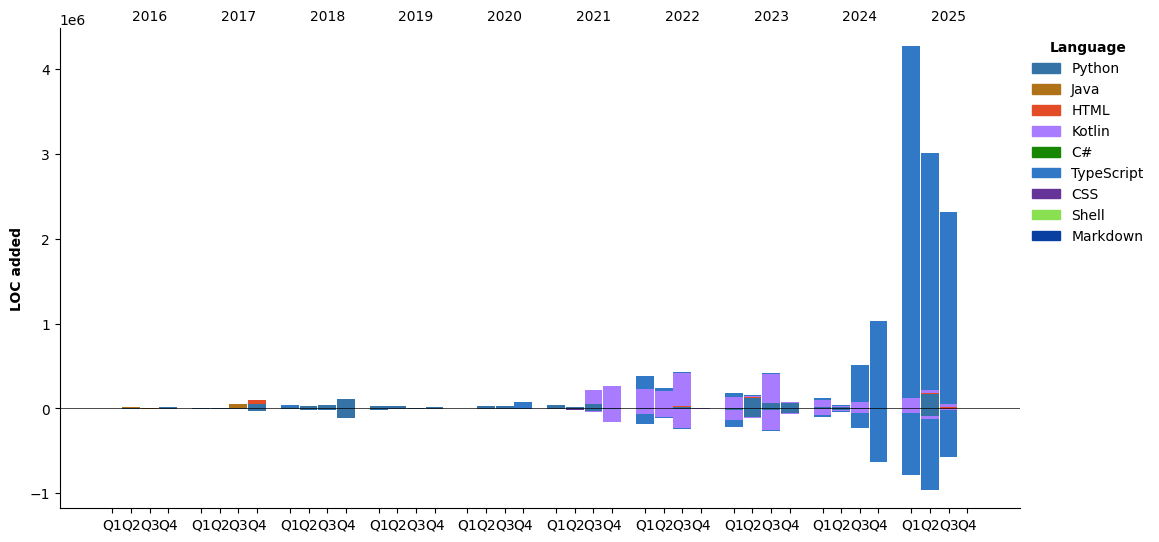 1e6
2016 2017 2018 2019 2020 2021 2022 2023 2024 2025
LOC added
4
3
2
1
0
−1
Q1Q2Q3Q4 Q1Q2Q3Q4 Q1Q2Q3Q4 Q1Q2Q3Q4 Q1Q2Q3Q4 Q1Q2Q3Q4 Q1Q2Q3Q4 Q1Q2Q3Q4 Q1Q2Q3Q4 Q1Q2Q3Q4
Language
Python
Java
HTML
Kotlin
C#
TypeScript
CSS
Shell
Markdown